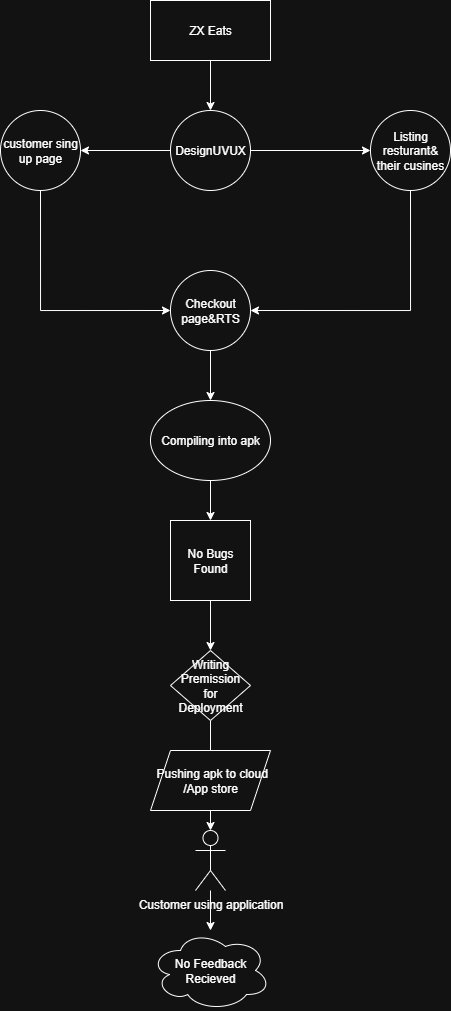 ZX Eats
customer sing
up page
DesignUVUX
Listing
resturant&
their cusines
Checkout
page&RTS
Compiling into apk
No Bugs
Found
Writing
Premission
for
Deployment
Pushing apk to cloud
/App store
Customer using application
No Feedback
Recieved